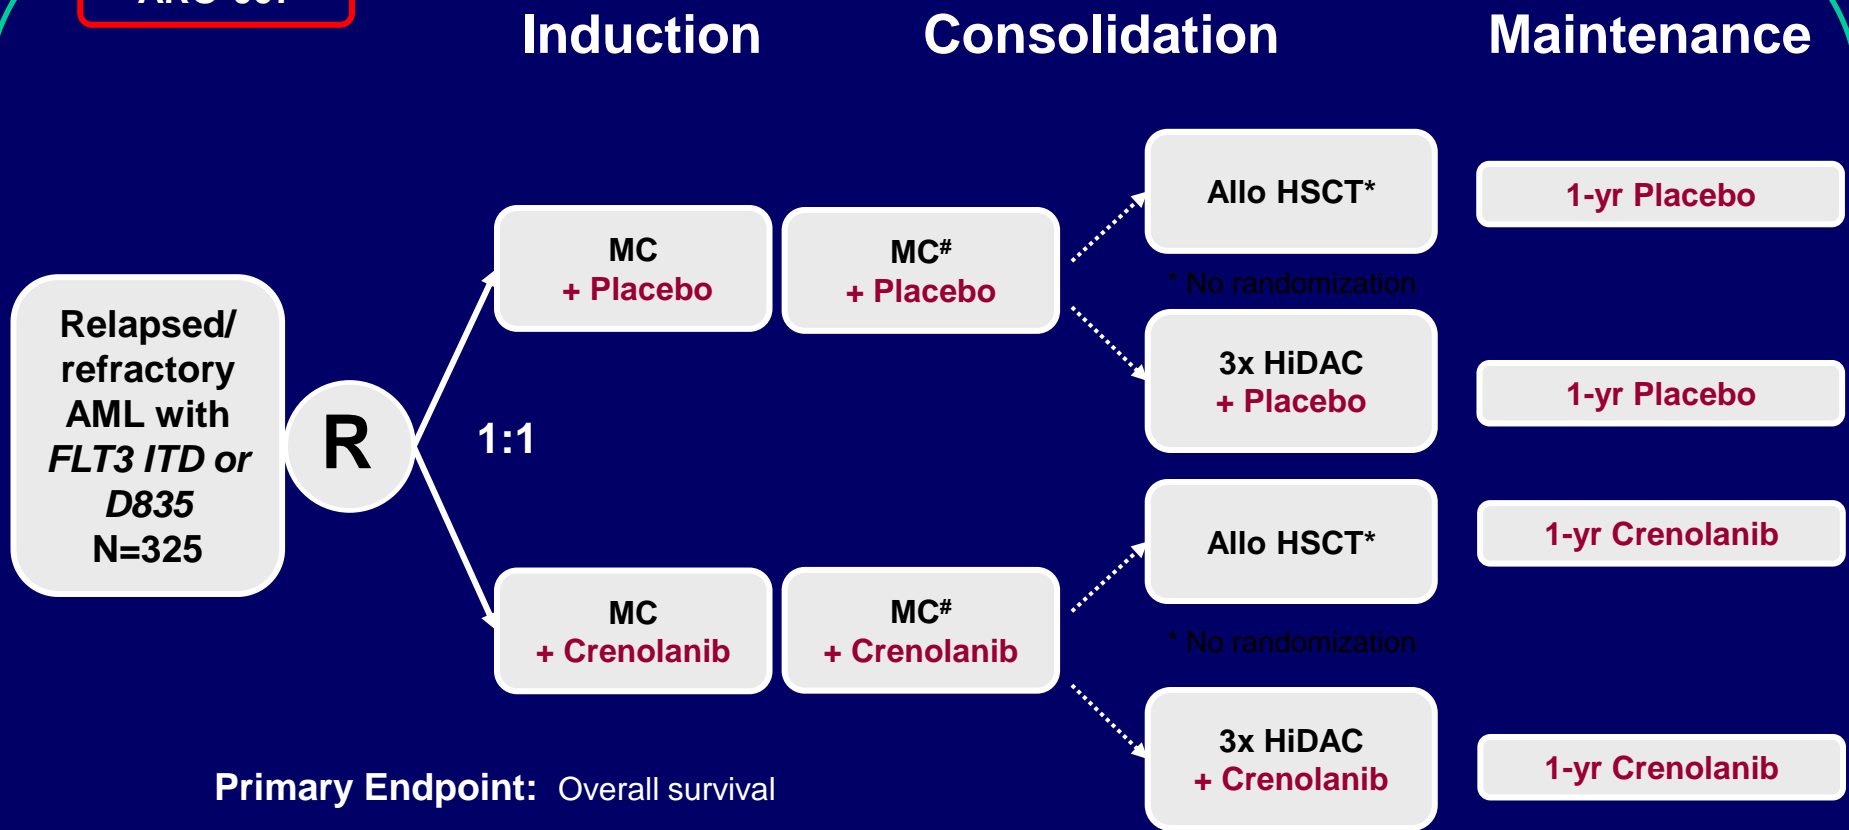 Induction
Consolidation
Maintenance
Relapsed/
refractory
AML with
FLT3 ITD or
D835
N=325
R
1:1
MC
+ Placebo
MC#
+ Placebo
Allo HSCT*
* No randomization
3x HiDAC
+ Placebo
1-yr Placebo
1-yr Placebo
MC
+ Crenolanib
MC#
+ Crenolanib
Allo HSCT*
* No randomization
3x HiDAC
+ Crenolanib
1-yr Crenolanib
1-yr Crenolanib
Primary Endpoint: Overall survival